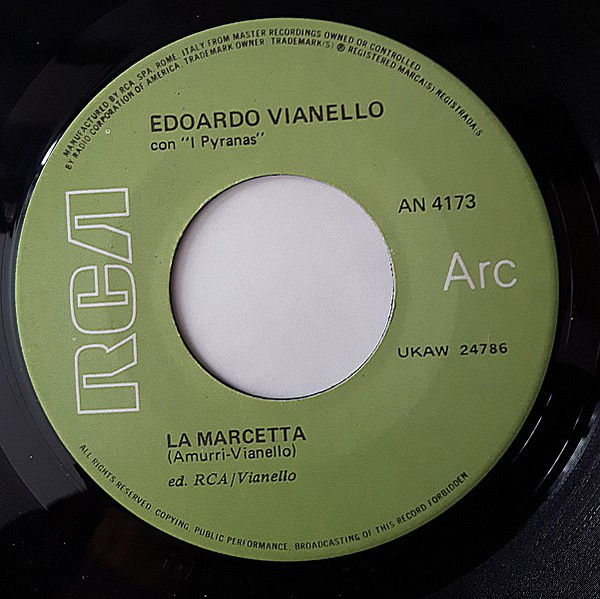 MANUFACTURED BY RCA SPA, ROME, ITALY FROM MASTER RECORDINGS OWNED OR CONTROLLED
BY RADIO CORPORATION OF AMERICA, TRADEMARK OWNER. TRADEMARK(S) ® REGISTERED MARCA(S) REGISTRADA(S
EDOARDO VIANELLO
con "I Pyranas"
AN 4173
RCA
Arc
UKAW 24786
LA MARCETTA
(Amurri-Vianello)
ed. RCA/Vianello
ALL RIGHTS RESERVED. COPYING, PUBLIC PERFORMANCE, BROADCASTING OF THIS RECORD FORBIDDEN